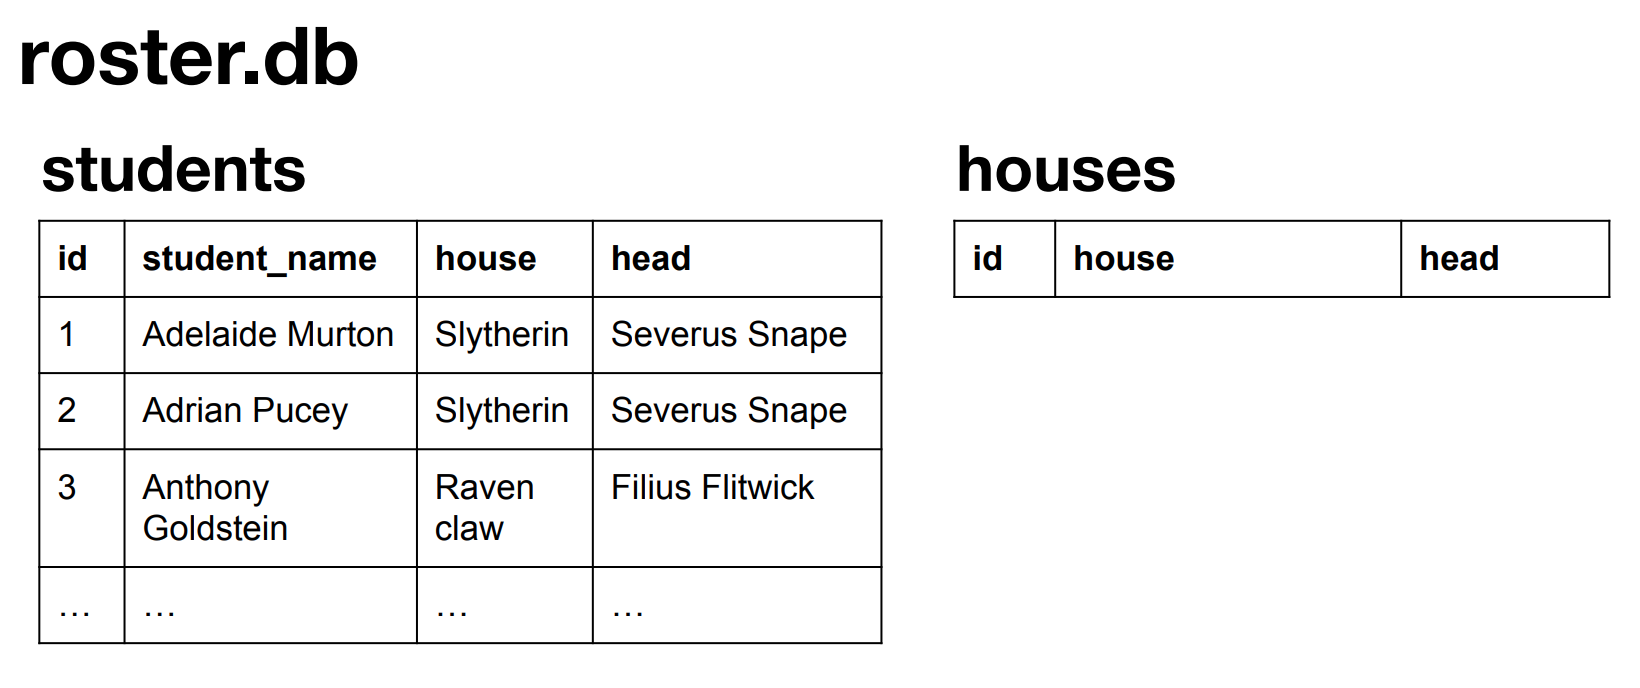 roster.db
students
id student_name house head
1 Adelaide Murton Slytherin Severus Snape
2 Adrian Pucey Slytherin Severus Snape
3 Anthony Raven Filius Flitwick
Goldstein claw
… … … …
houses
id house head